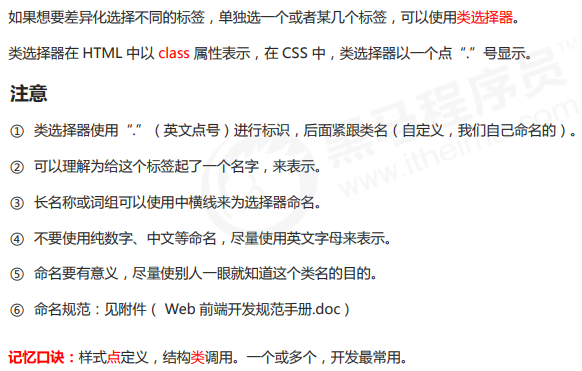 如果想要差异化选择不同的标签，单独选一个或者某几个标签，可以使用类选择器。
类选择器在 HTML 中以 class 属性表示，在 CSS 中，类选择器以一个点“.”号显示。
注意
① 类选择器使用“.”（英文点号）进行标识，后面紧跟类名（自定义，我们自己命名的）。
② 可以理解为给这个标签起了一个名字，来表示。
③ 长名称或词组可以使用中横线来为选择器命名。
④ 不要使用纯数字、中文等命名，尽量使用英文字母来表示。
⑤ 命名要有意义，尽量使别人一眼就知道这个类名的目的。
⑥ 命名规范：见附件（ Web 前端开发规范手册.doc）
记忆口诀：样式点定义，结构类调用。一个或多个，开发最常用。
黑马程序员™
www.itheima.com